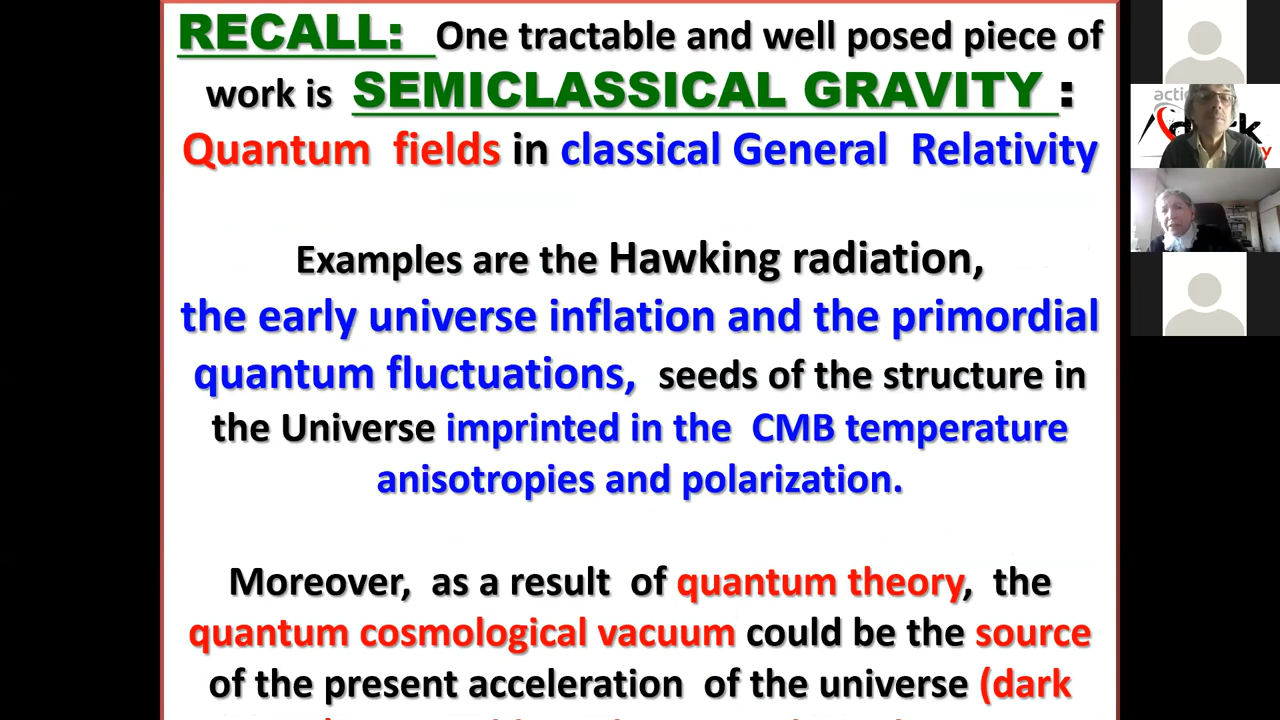 RECALL: One tractable and well posed piece of
work is SEMICLASSICAL GRAVITY :
Quantum fields in classical General Relativity
Examples are the Hawking radiation,
the early universe inflation and the primordial
quantum fluctuations, seeds of the structure in
the Universe imprinted in the CMB temperature
anisotropies and polarization.
Moreover, as a result of quantum theory, the
quantum cosmological vacuum could be the source
of the present acceleration of the universe (dark